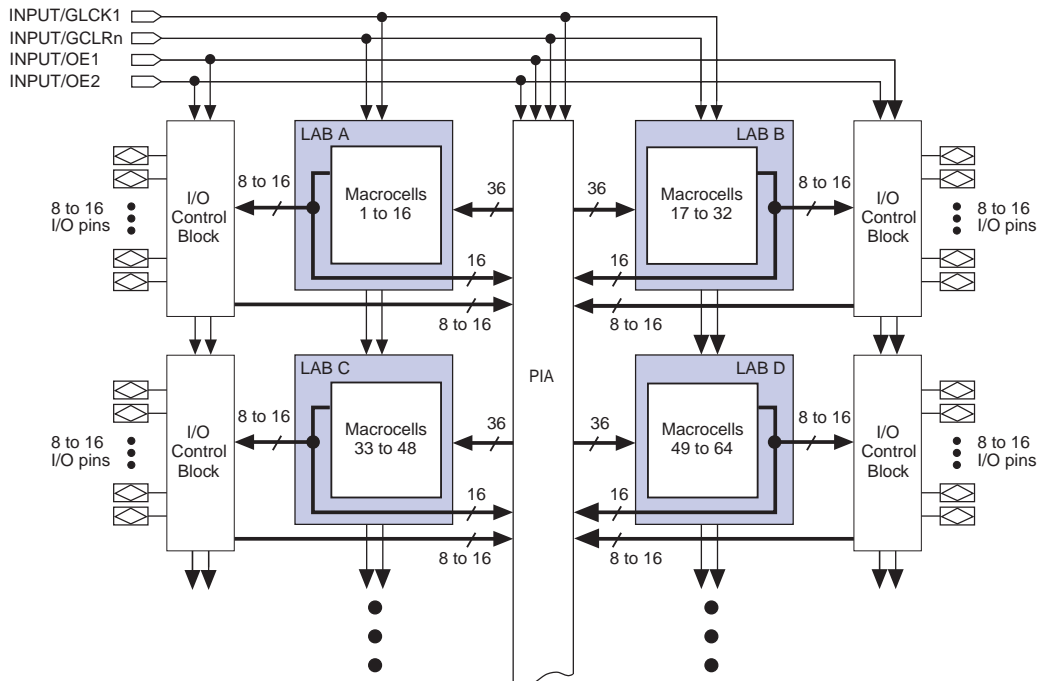 INPUT/GLCK1
INPUT/GCLRn
INPUT/OE1
INPUT/OE2
LAB A
LAB B
8 to 16
I/O pins
I/O
Control
Block
8 to 16
Macrocells
1 to 16
36
36
Macrocells
17 to 32
8 to 16
I/O
Control
Block
8 to 16
I/O pins
16
16
8 to 16
8 to 16
PIA
LAB C
LAB D
8 to 16
I/O pins
I/O
Control
Block
8 to 16
Macrocells
33 to 48
36
36
Macrocells
49 to 64
8 to 16
I/O
Control
Block
8 to 16
I/O pins
16
16
8 to 16
8 to 16